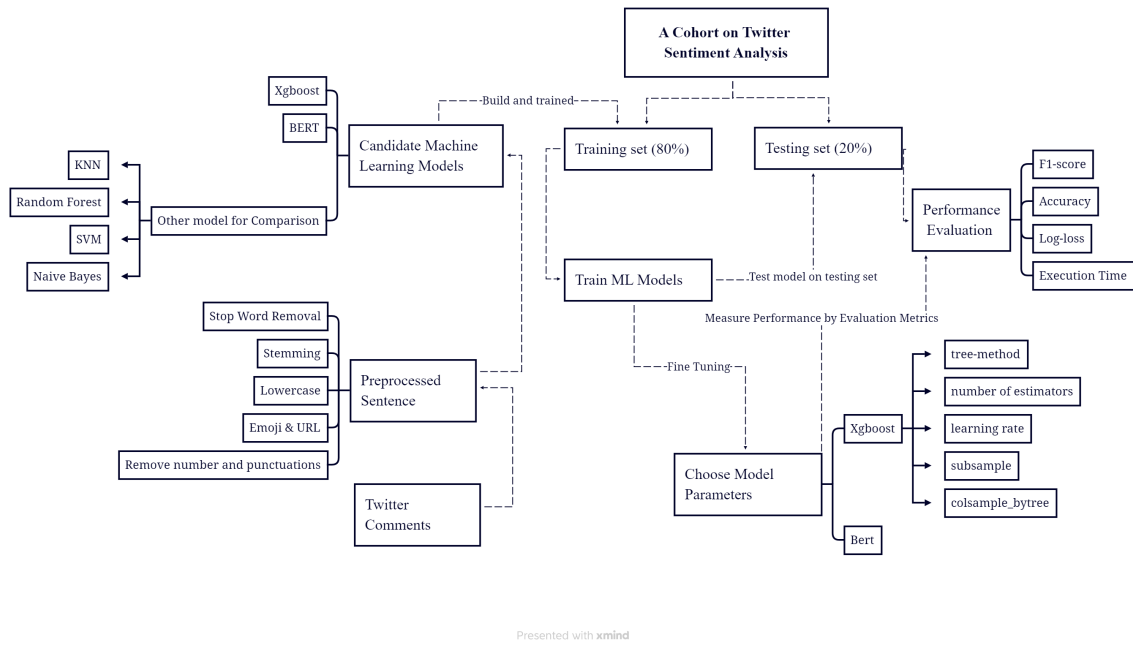 A Cohort on Twitter
Sentiment Analysis
Xgboost
BERT
Candidate Machine
Learning Models
Build and trained
Training set (80%)
Testing set (20%)
KNN
Random Forest
SVM
Naive Bayes
Other model for Comparison
Performance
Evaluation
F1-score
Accuracy
Log-loss
Execution Time
Train ML Models
Test model on testing set
Measure Performance by Evaluation Metrics
Stop Word Removal
Stemming
Lowercase
Emoji & URL
Remove number and punctuations
Preprocessed
Sentence
Fine Tuning
Twitter
Comments
Choose Model
Parameters
Xgboost
tree-method
number of estimators
learning rate
subsample
colsample_bytree
Bert
Presented with xmind